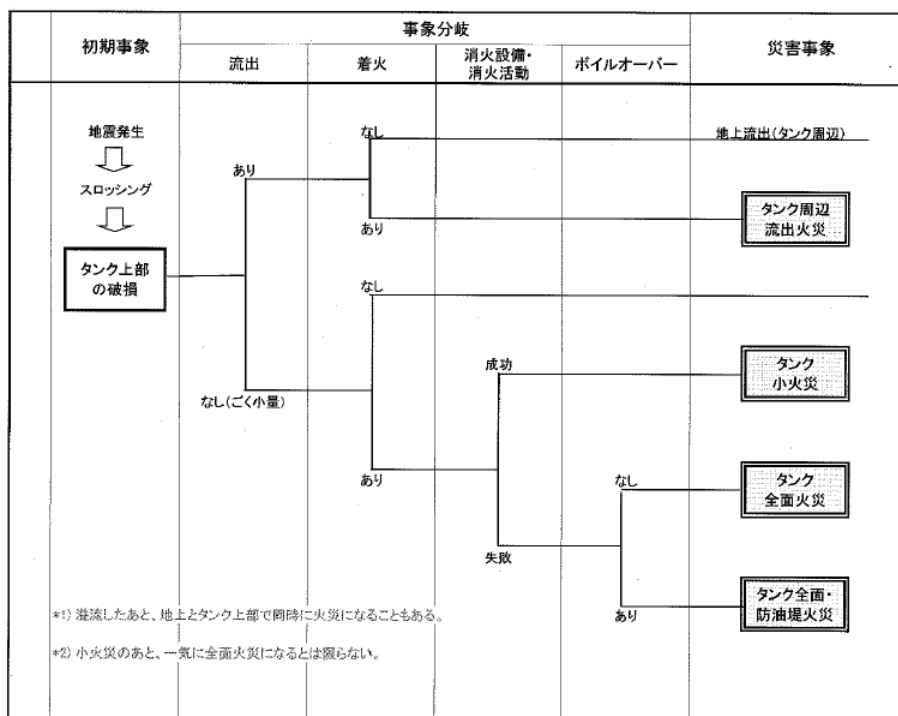 初期事象
事象分岐
災害事象
流出
着火
消火設備・
消火活動
ボイルオーバー
地震発生
スロッシング
タンク上部
の破損
あり
なし(ごく小量)
なし
あり
なし
あり
成功
失敗
なし
あり
地上流出(タンク周辺)
タンク周辺
流出火災
タンク
小火災
タンク
全面火災
タンク全面・
防油堤火災
*1) 溢流したあと、地上とタンク上部で同時に火災になることもある。
*2) 小火災のあと、一気に全面火災になるとは限らない。